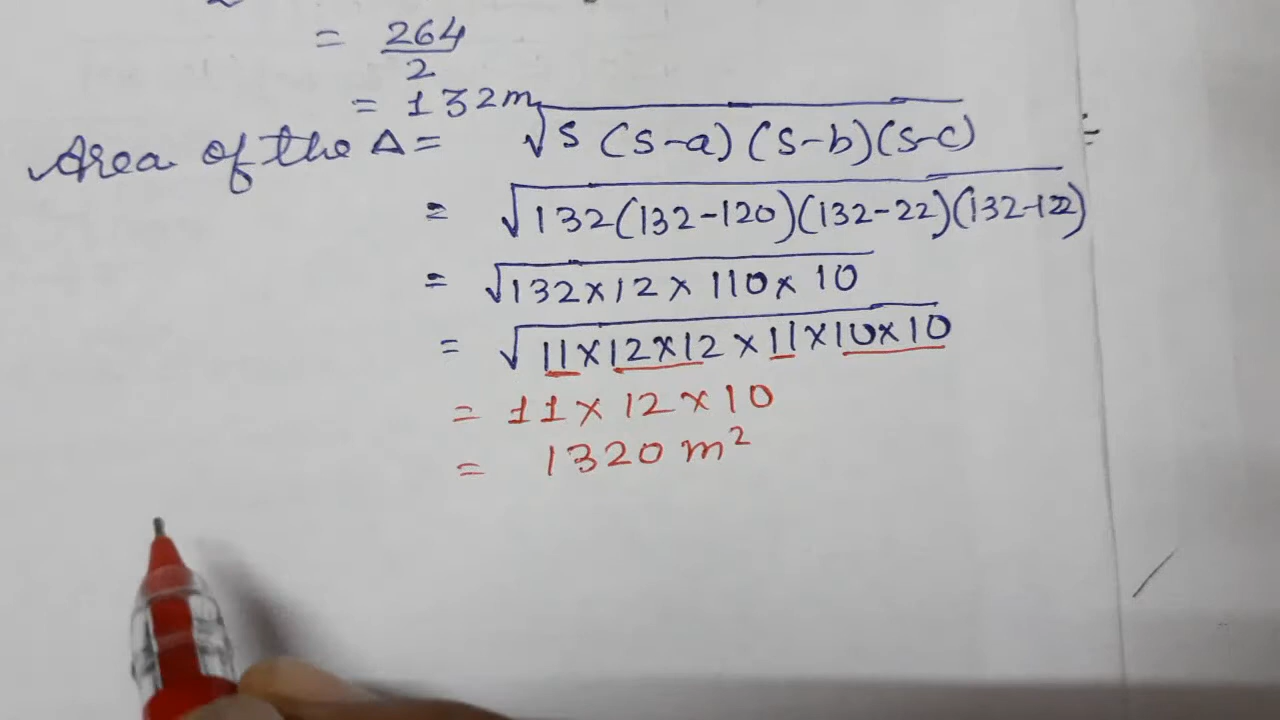 = 264/2
= 132m
Area of the Δ = √s (s-a) (s-b)(s-c)
= √132(132-120)(132-22)(132-122)
= √132×12× 110× 10
= √11×12×12×11×10×10
= 11× 12×10
= 1320 m²